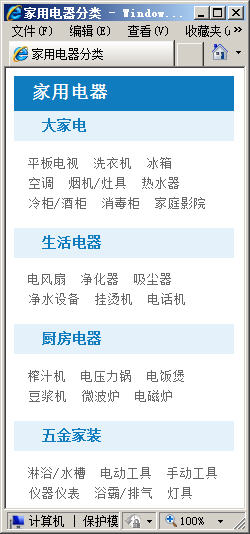 家用电器分类 - Window...
文件(F) 编辑(E) 查看(V) 收藏夹(A »
家用电器分类
家用电器
大家电
平板电视 洗衣机 冰箱
空调 烟机/灶具 热水器
冷柜/酒柜 消毒柜 家庭影院
生活电器
电风扇 净化器 吸尘器
净水设备 挂烫机 电话机
厨房电器
榨汁机 电压力锅 电饭煲
豆浆机 微波炉 电磁炉
五金家装
淋浴/水槽 电动工具 手动工具
仪器仪表 浴霸/排气 灯具
计算机 | 保护模 100%